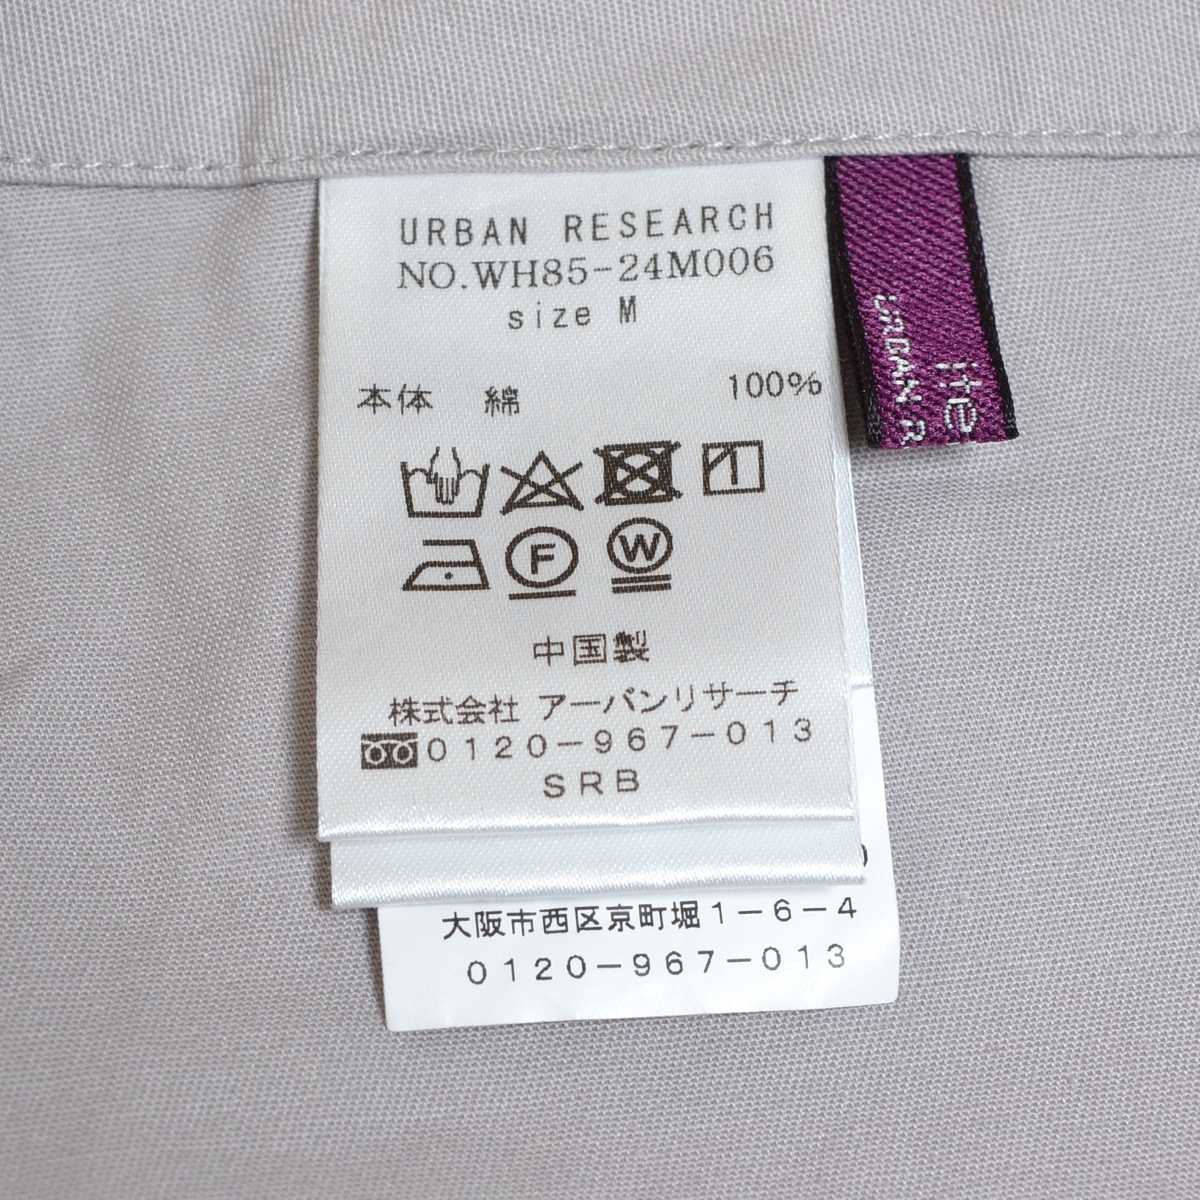 URBAN RESEARCH
NO.WH85-24M006
size M
本体 綿 100%
F W
中国製
株式会社 アーバンリサーチ
0120-967-013
SRB
大阪市西区京町堀1-6-4
0120-967-013
URBAN R
ite